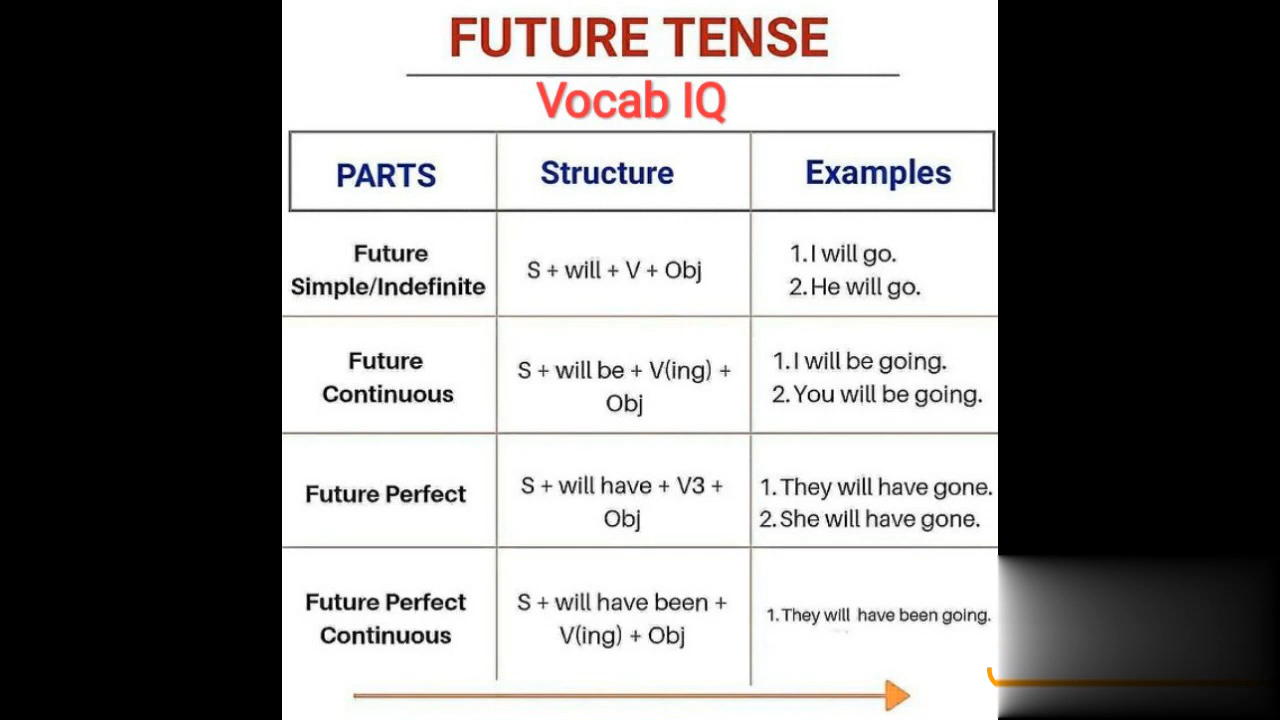 FUTURE TENSE
Vocab IQ
PARTS
Structure
Examples
Future
Simple/Indefinite
S + will + V + Obj
1. I will go.
2. He will go.
Future
Continuous
S + will be + V(ing) +
Obj
1. I will be going.
2. You will be going.
Future Perfect
S + will have + V3 +
Obj
1. They will have gone.
2. She will have gone.
Future Perfect
Continuous
S + will have been +
V(ing) + Obj
1. They will have been going.